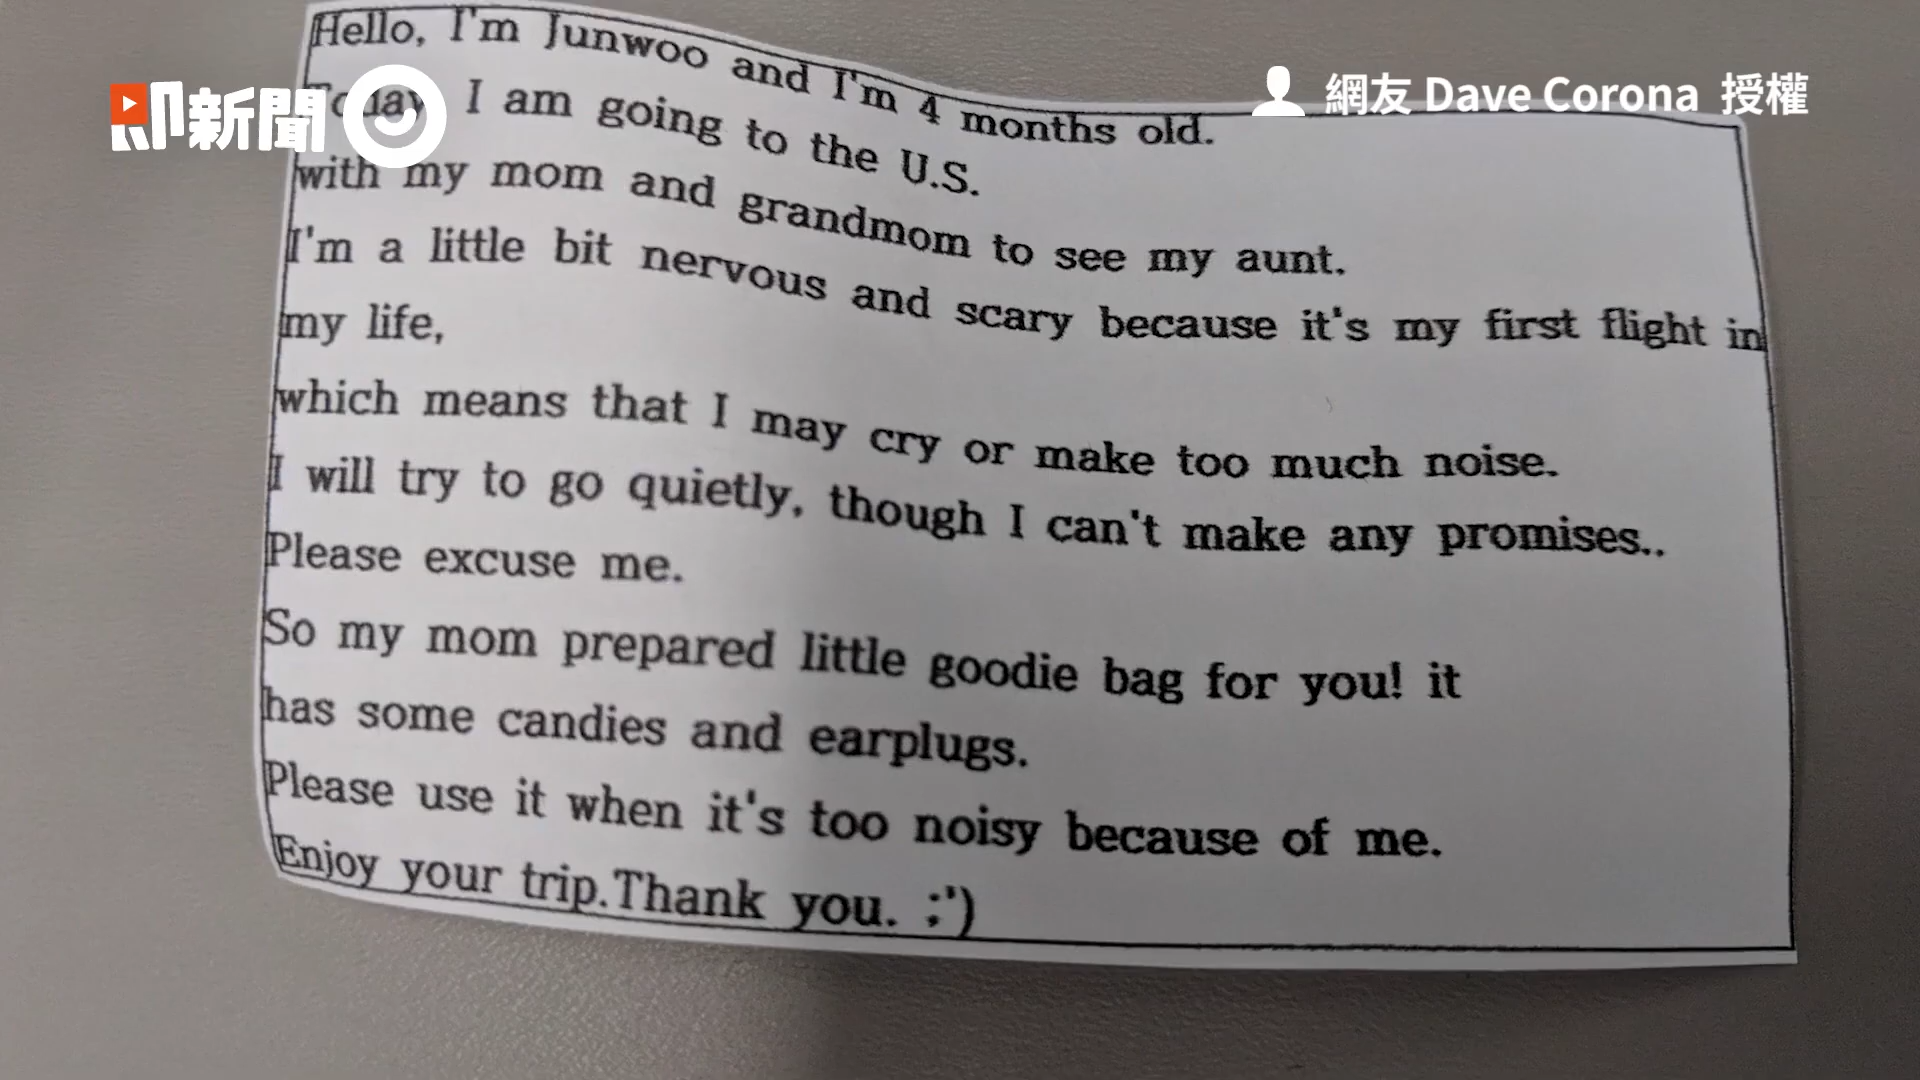 Hello, I'm Junwoo and I'm 4 months old.
Today I am going to the U.S.
with my mom and grandmom to see my aunt.
I'm a little bit nervous and scary because it's my first flight in
my life,
which means that I may cry or make too much noise.
I will try to go quietly, though I can't make any promises..
Please excuse me.
So my mom prepared little goodie bag for you! it
has some candies and earplugs.
Please use it when it's too noisy because of me.
Enjoy your trip.Thank you. ;')
即新聞
網友 Dave Corona 授權